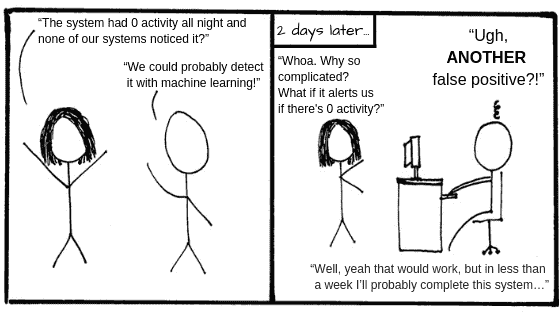 “The system had 0 activity all night and
none of our systems noticed it?”
“We could probably detect
it with machine learning!”
2 days later...
“Whoa. Why so
complicated?
What if it alerts us
if there's 0 activity?”
“Ugh,
ANOTHER
false positive?!”
“Well, yeah that would work, but in less than
a week I’ll probably complete this system…”